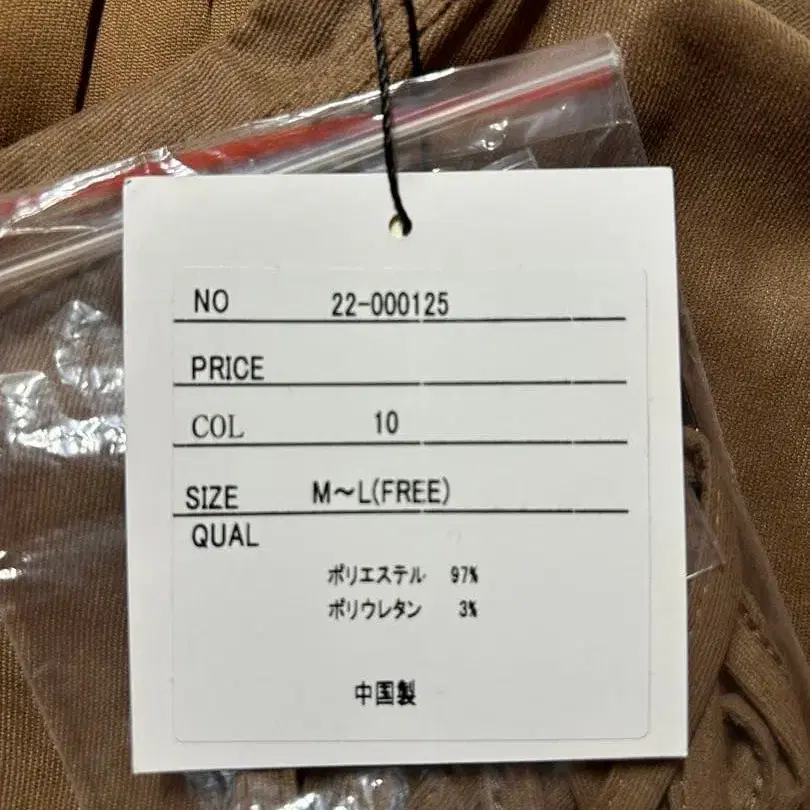 NO 22-000125
PRICE
COL 10
SIZE M~L(FREE)
QUAL
ポリエステル 97%
ポリウレタン 3%
中国製